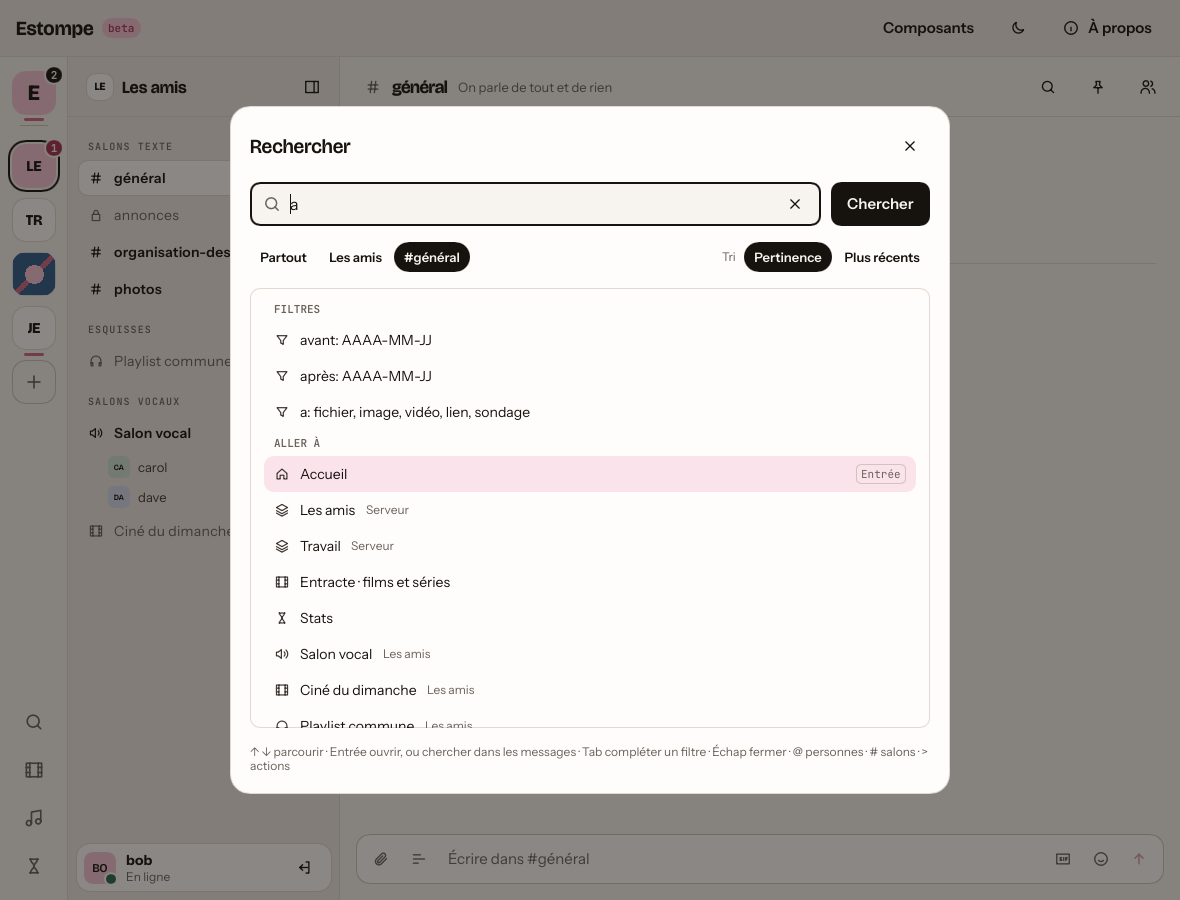 Estompe beta
Composants
À propos
E 2
LE Les amis
# général On parle de tout et de rien
SALONS TEXTE
LE 1
# général
TR
annonces
# organisation-des
# photos
JE
ESQUISSES
Playlist commune
SALONS VOCAUX
Salon vocal
CA carol
DA dave
Ciné du dimanche
BO bob
En ligne
Rechercher
a
Chercher
Partout Les amis #général
Tri Pertinence Plus récents
FILTRES
avant: AAAA-MM-JJ
après: AAAA-MM-JJ
a: fichier, image, vidéo, lien, sondage
ALLER À
Accueil Entrée
Les amis Serveur
Travail Serveur
Entracte · films et séries
Stats
Salon vocal Les amis
Ciné du dimanche Les amis
Playlist commune Les amis
↑ ↓ parcourir · Entrée ouvrir, ou chercher dans les messages · Tab compléter un filtre · Échap fermer · @ personnes · # salons · >
actions
Écrire dans #général
GIF